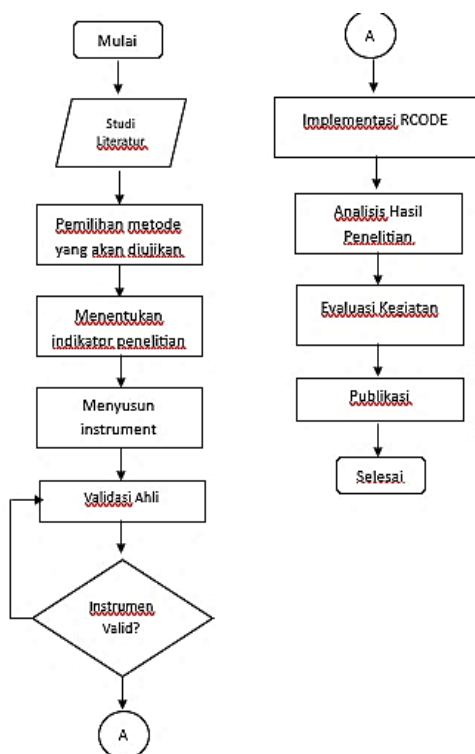 Mulai
Studi
Literatur
Pemilihan metode
yang akan diujikan
Menentukan
indikator penelitian
Menyusun
instrument
Validasi Ahli
Instrumen
Valid?
A
A
Implementasi RCODE
Analisis Hasil
Penelitian
Evaluasi Kegiatan
Publikasi
Selesai